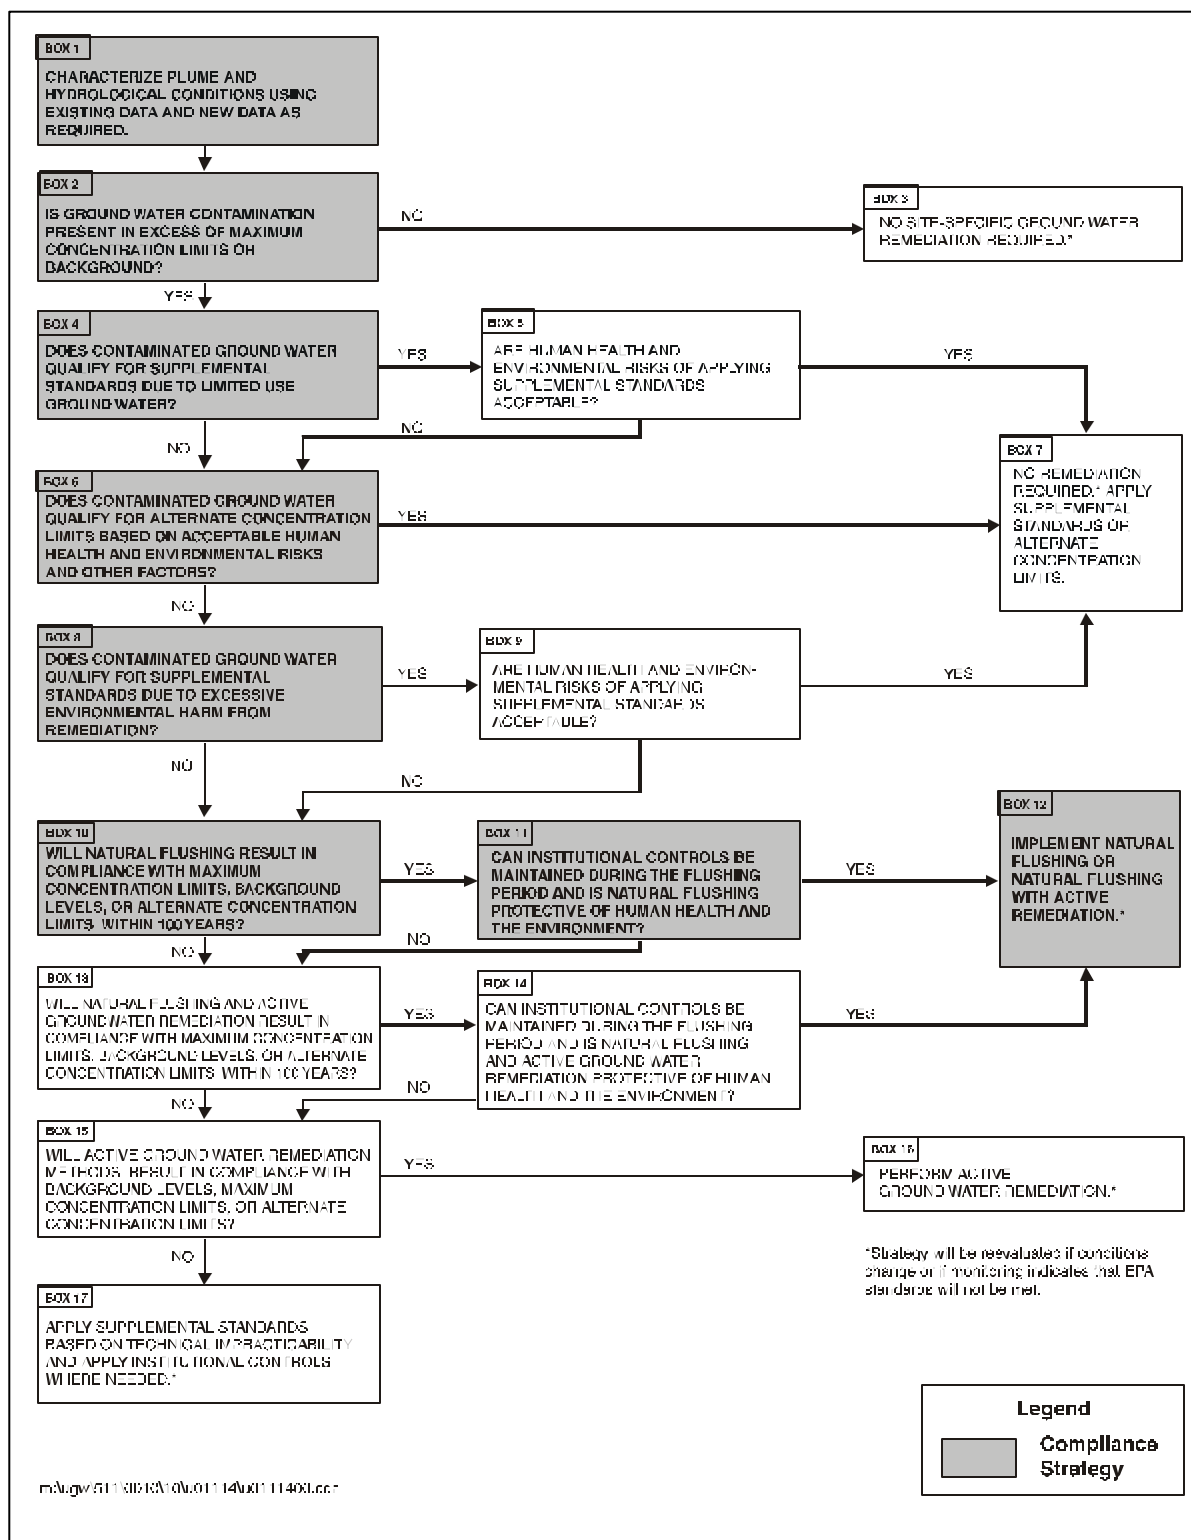 BOX 1
CHARACTERIZE PLUME AND
HYDROLOGICAL CONDITIONS USING
EXISTING DATA AND NEW DATA AS
REQUIRED.
BOX 2
IS GROUND WATER CONTAMINATION
PRESENT IN EXCESS OF MAXIMUM
CONCENTRATION LIMITS OR
BACKGROUND?
NO
BOX 3
NO SITE-SPECIFIC GROUND WATER
REMEDIATION REQUIRED.*
YES
BOX 4
DOES CONTAMINATED GROUND WATER
QUALIFY FOR SUPPLEMENTAL
STANDARDS DUE TO LIMITED USE
GROUND WATER?
YES
BOX 5
ARE HUMAN HEALTH AND
ENVIRONMENTAL RISKS OF APPLYING
SUPPLEMENTAL STANDARDS
ACCEPTABLE?
YES
NO
NO
BOX 6
DOES CONTAMINATED GROUND WATER
QUALIFY FOR ALTERNATE CONCENTRATION
LIMITS BASED ON ACCEPTABLE HUMAN
HEALTH AND ENVIRONMENTAL RISKS
AND OTHER FACTORS?
YES
BOX 7
NO REMEDIATION
REQUIRED.* APPLY
SUPPLEMENTAL
STANDARDS OR
ALTERNATE
CONCENTRATION
LIMITS.
NO
BOX 8
DOES CONTAMINATED GROUND WATER
QUALIFY FOR SUPPLEMENTAL
STANDARDS DUE TO EXCESSIVE
ENVIRONMENTAL HARM FROM
REMEDIATION?
YES
BOX 9
ARE HUMAN HEALTH AND ENVIRON-
MENTAL RISKS OF APPLYING
SUPPLEMENTAL STANDARDS
ACCEPTABLE?
YES
NO
NO
BOX 10
WILL NATURAL FLUSHING RESULT IN
COMPLIANCE WITH MAXIMUM
CONCENTRATION LIMITS, BACKGROUND
LEVELS, OR ALTERNATE CONCENTRATION
LIMITS WITHIN 100 YEARS?
YES
BOX 11
CAN INSTITUTIONAL CONTROLS BE
MAINTAINED DURING THE FLUSHING
PERIOD AND IS NATURAL FLUSHING
PROTECTIVE OF HUMAN HEALTH AND
THE ENVIRONMENT?
YES
BOX 12
IMPLEMENT NATURAL
FLUSHING OR
NATURAL FLUSHING
WITH ACTIVE
REMEDIATION.*
NO
NO
BOX 13
WILL NATURAL FLUSHING AND ACTIVE
GROUND WATER REMEDIATION RESULT IN
COMPLIANCE WITH MAXIMUM CONCENTRATION
LIMITS, BACKGROUND LEVELS, OR ALTERNATE
CONCENTRATION LIMITS WITHIN 100 YEARS?
YES
BOX 14
CAN INSTITUTIONAL CONTROLS BE
MAINTAINED DURING THE FLUSHING
PERIOD AND IS NATURAL FLUSHING
AND ACTIVE GROUND WATER
REMEDIATION PROTECTIVE OF HUMAN
HEALTH AND THE ENVIRONMENT?
YES
NO
NO
BOX 15
WILL ACTIVE GROUND WATER REMEDIATION
METHODS RESULT IN COMPLIANCE WITH
BACKGROUND LEVELS, MAXIMUM
CONCENTRATION LIMITS, OR ALTERNATE
CONCENTRATION LIMITS?
YES
BOX 16
PERFORM ACTIVE
GROUND WATER REMEDIATION.*
NO
*Strategy will be reevaluated if conditions
change or if monitoring indicates that EPA
standards will not be met.
BOX 17
APPLY SUPPLEMENTAL STANDARDS
BASED ON TECHNICAL IMPRACTICABILITY
AND APPLY INSTITUTIONAL CONTROLS
WHERE NEEDED.*
Legend
Compliance
Strategy